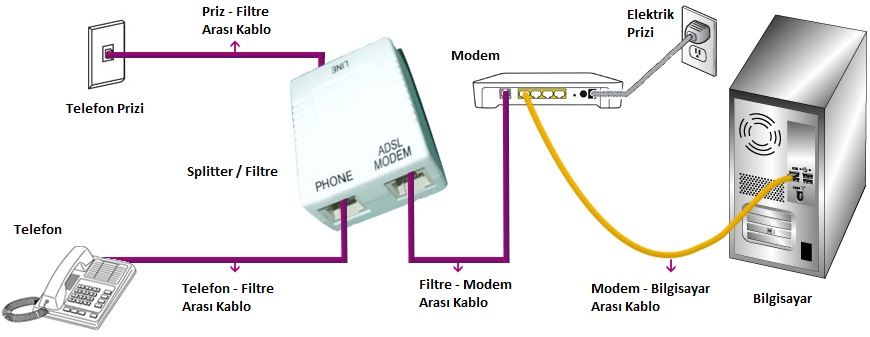 Priz - Filtre
Arası Kablo
Elektrik
Prizi
Telefon Prizi
LINE
Modem
Splitter / Filtre
PHONE
ADSL
MODEM
Telefon
Telefon - Filtre
Arası Kablo
Filtre - Modem
Arası Kablo
Modem - Bilgisayar
Arası Kablo
Bilgisayar